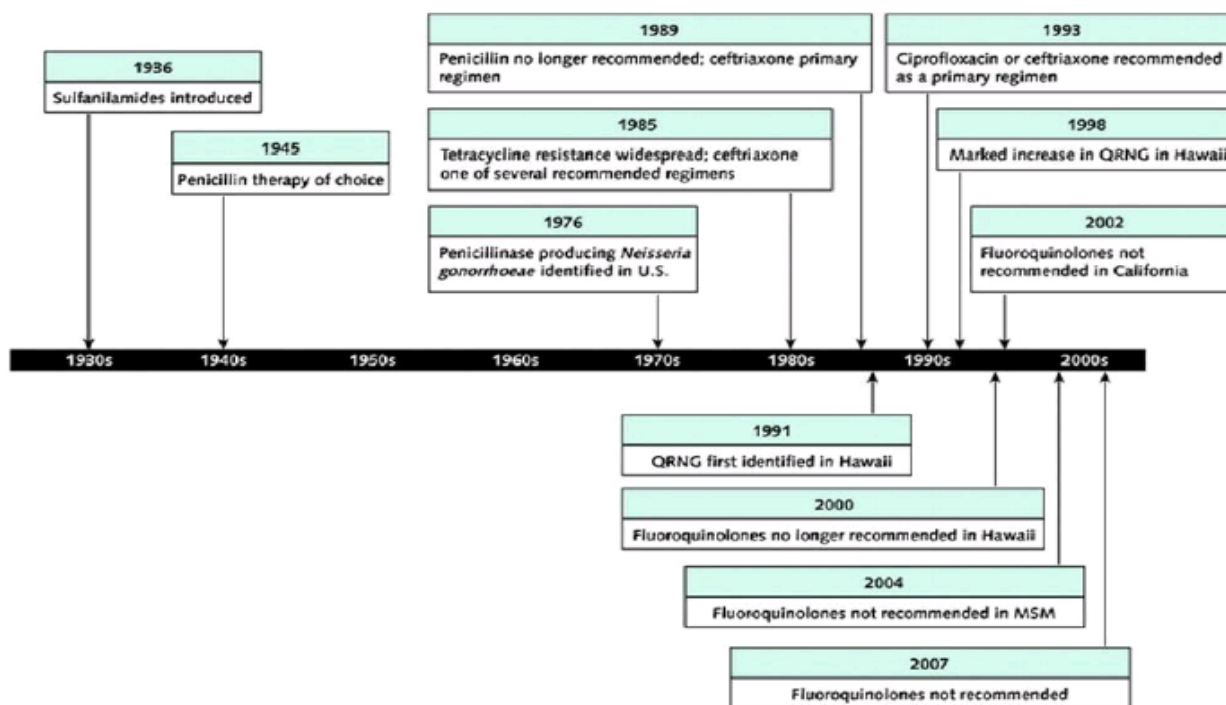 1936
Sulfanilamides introduced
1945
Penicillin therapy of choice
1989
Penicillin no longer recommended; ceftriaxone primary
regimen
1985
Tetracycline resistance widespread; ceftriaxone
one of several recommended regimens
1976
Penicillinase producing Neisseria
gonorrhoeae identified in U.S.
1993
Ciprofloxacin or ceftriaxone recommended
as a primary regimen
1998
Marked increase in QRNG in Hawaii
2002
Fluoroquinolones not
recommended in California
1930s 1940s 1950s 1960s 1970s 1980s 1990s 2000s
1991
QRNG first identified in Hawaii
2000
Fluoroquinolones no longer recommended in Hawaii
2004
Fluoroquinolones not recommended in MSM
2007
Fluoroquinolones not recommended